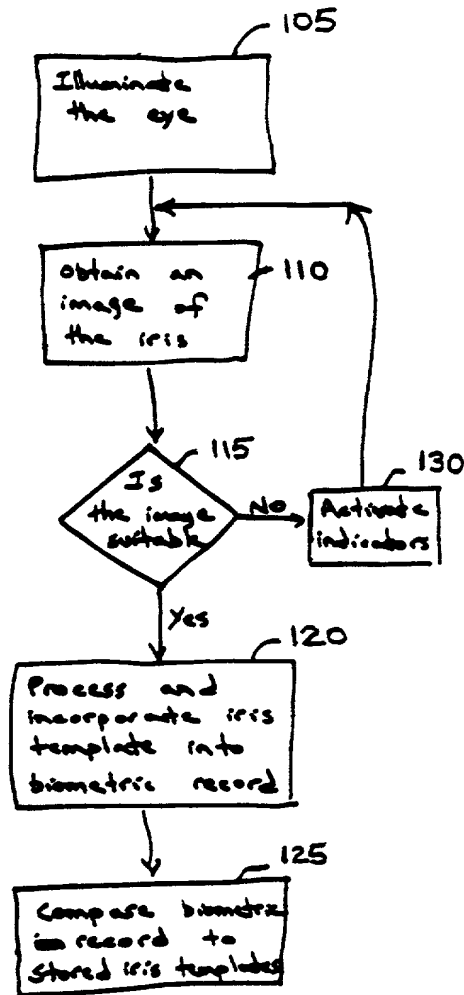 105
Illuminate
the eye
Obtain an
image of
the iris
110
115
Is
the image
suitable
No
130
Activate
indicators
Yes
120
Process and
incorporate iris
template into
biometric record
125
Compare biometric
record to
stored iris templates